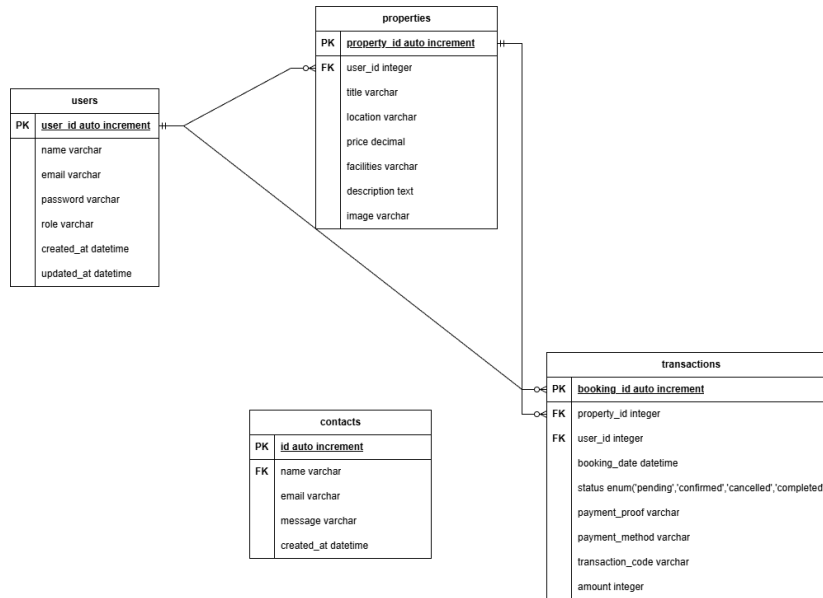 properties
PK property_id auto increment
FK user_id integer
title varchar
location varchar
price decimal
facilities varchar
description text
image varchar
users
PK user_id auto increment
name varchar
email varchar
password varchar
role varchar
created_at datetime
updated_at datetime
transactions
PK booking_id auto increment
FK property_id integer
FK user_id integer
booking_date datetime
status enum('pending','confirmed','cancelled','completed
payment_proof varchar
payment_method varchar
transaction_code varchar
amount integer
contacts
PK id auto increment
FK name varchar
email varchar
message varchar
created_at datetime